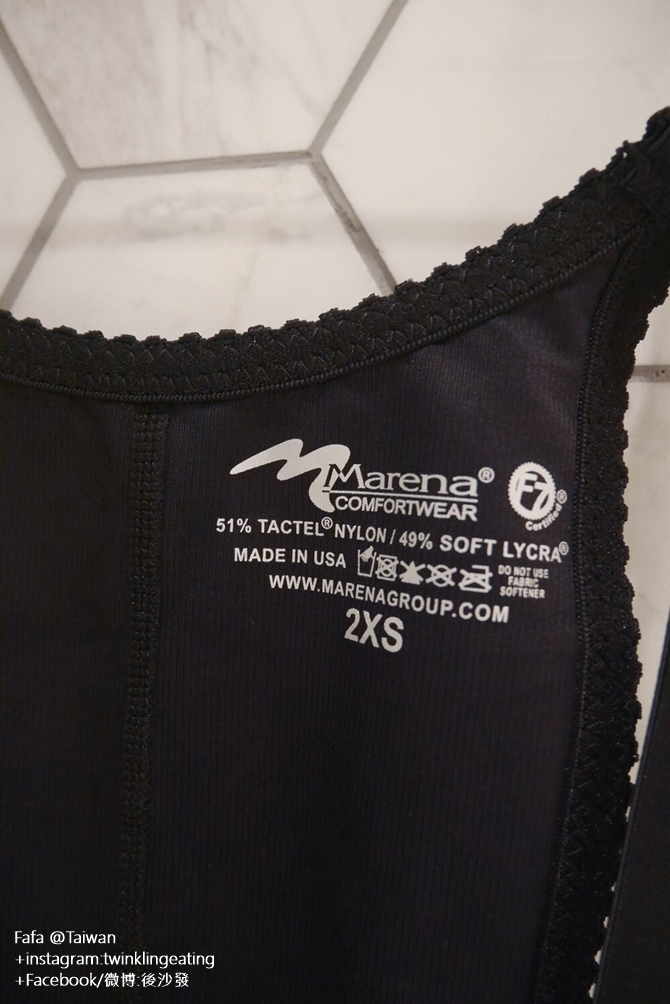 Marena®
COMFORTWEAR
F7
Certified®
51% TACTEL® NYLON / 49% SOFT LYCRA®
MADE IN USA
DO NOT USE
FABRIC
SOFTENER
WWW.MARENAGROUP.COM
2XS
Fafa @Taiwan
+instagram:twinklingeating
+Facebook/微博:後沙發